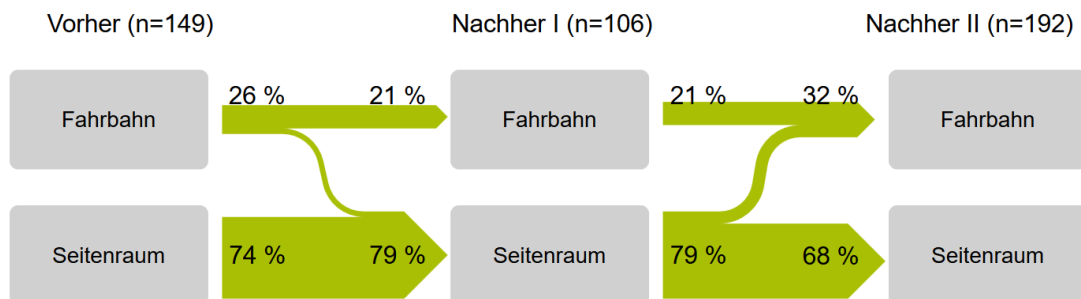 Vorher (n=149)
Nachher I (n=106)
Nachher II (n=192)
Fahrbahn
26 %
21 %
Fahrbahn
21 %
32 %
Fahrbahn
Seitenraum
74 %
79 %
Seitenraum
79 %
68 %
Seitenraum